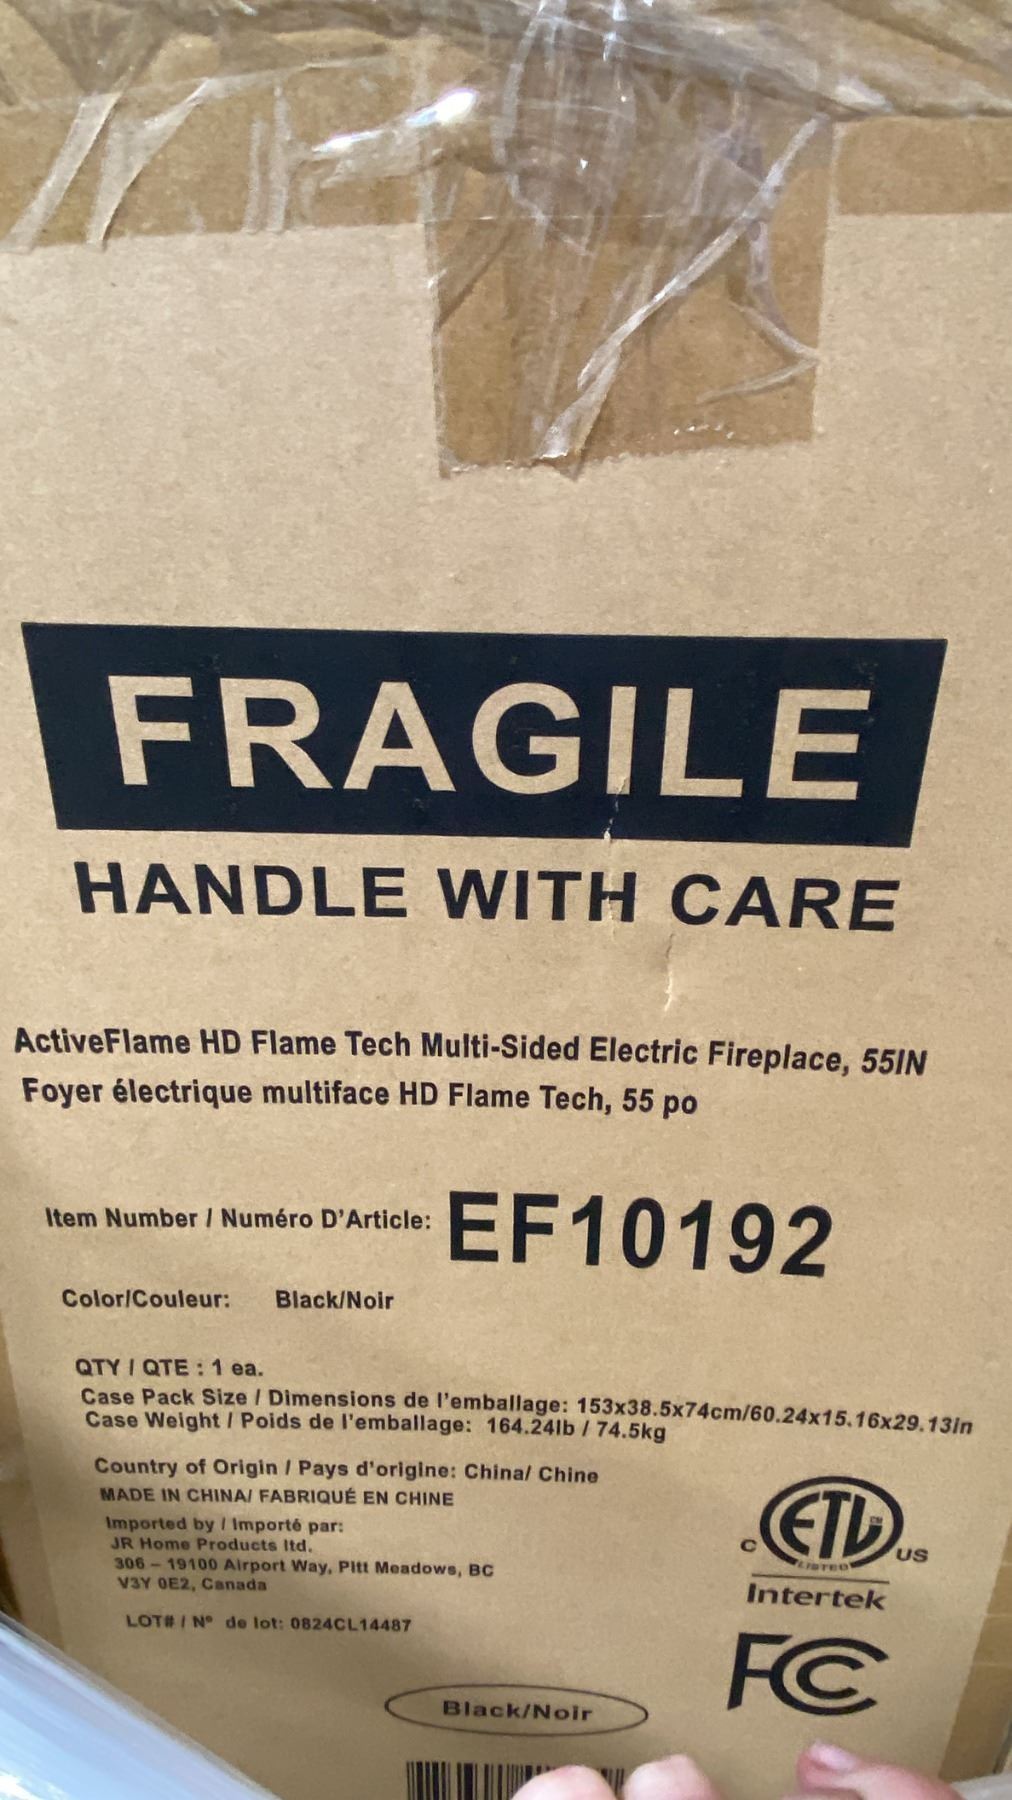 FRAGILE
HANDLE WITH CARE
ActiveFlame HD Flame Tech Multi-Sided Electric Fireplace, 55IN
Foyer électrique multiface HD Flame Tech, 55 po
Item Number / Numéro D'Article: EF10192
Color/Couleur: Black/Noir
QTY / QTE : 1 ea.
Case Pack Size / Dimensions de l'emballage: 153x38.5x74cm/60.24x15.16x29.13in
Case Weight / Poids de l'emballage: 164.24lb / 74.5kg
Country of Origin / Pays d'origine: China/ Chine
MADE IN CHINA/ FABRIQUÉ EN CHINE
Imported by / Importé par:
JR Home Products ltd.
306 – 19100 Airport Way, Pitt Meadows, BC
V3Y 0E2, Canada
LOT# / N° de lot: 0824CL14487
C ETL TM US
LISTED
Intertek
FCC
Black/Noir